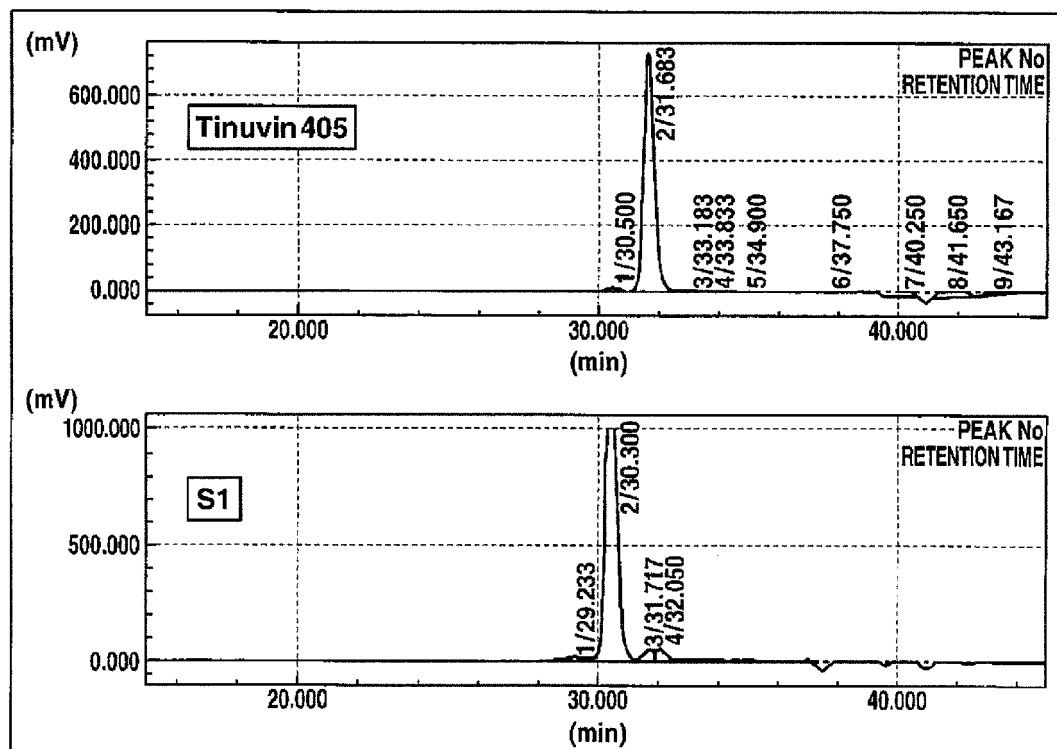 (mV)
PEAK No
RETENTION TIME
Tinuvin 405
600.000
400.000
200.000
0.000
1/30.500
2/31.683
3/33.183
4/33.833
5/34.900
6/37.750
7/40.250
8/41.650
9/43.167
20.000
30.000
40.000
(min)
(mV)
PEAK No
RETENTION TIME
S1
1000.000
500.000
0.000
1/29.233
2/30.300
3/31.717
4/32.050
20.000
30.000
40.000
(min)